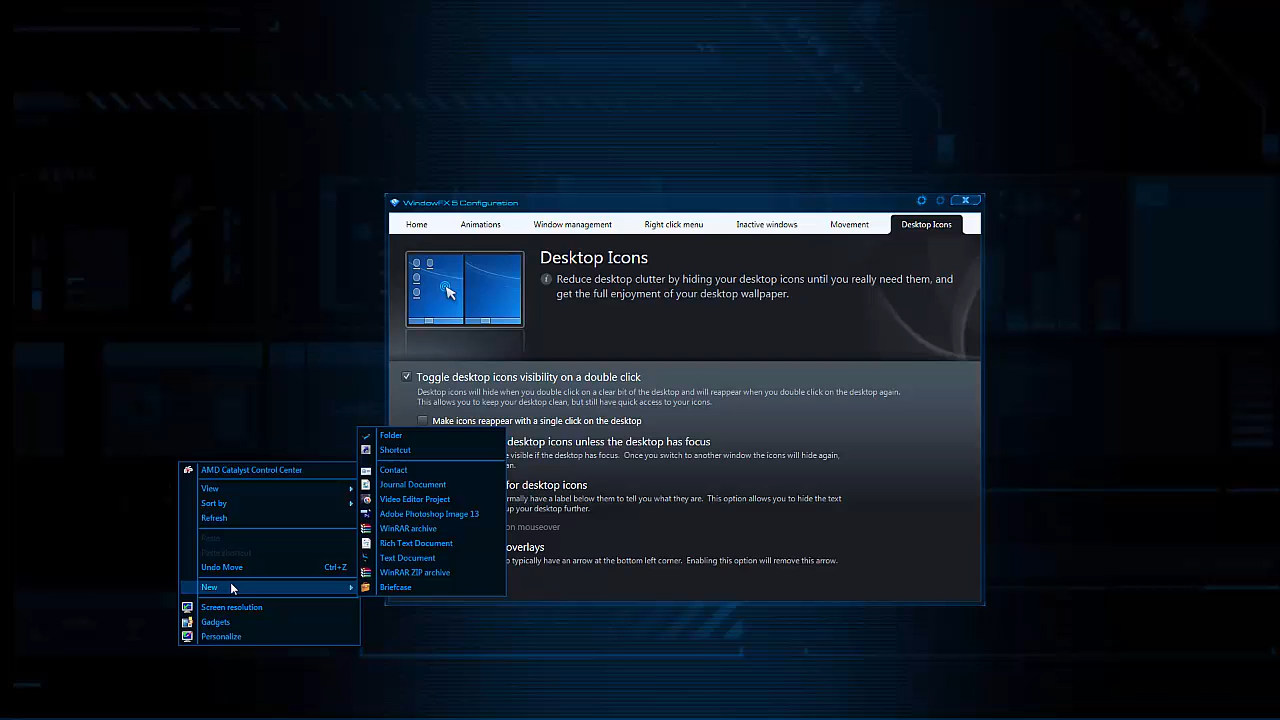 WindowFX 5 Configuration
Home Animations Window management Right click menu Inactive windows Movement Desktop Icons
Desktop Icons
Reduce desktop clutter by hiding your desktop icons until you really need them, and
get the full enjoyment of your desktop wallpaper.
Toggle desktop icons visibility on a double click
Desktop icons will hide when you double click on a clear bit of the desktop and will reappear when you double click on the desktop again.
This allows you to keep your desktop clean, but still have quick access to your icons.
Make icons reappear with a single click on the desktop
desktop icons unless the desktop has focus
visible if the desktop has focus. Once you switch to another window the icons will hide again,
an.
for desktop icons
rmally have a label below them to tell you what they are. This option allows you to hide the text
up your desktop further.
on mouseover
overlays
typically have an arrow at the bottom left corner. Enabling this option will remove this arrow.
AMD Catalyst Control Center
View
Sort by
Refresh
Paste
Paste shortcut
Undo Move Ctrl+Z
New
Screen resolution
Gadgets
Personalize
Folder
Shortcut
Contact
Journal Document
Video Editor Project
Adobe Photoshop Image 13
WinRAR archive
Rich Text Document
Text Document
WinRAR ZIP archive
Briefcase